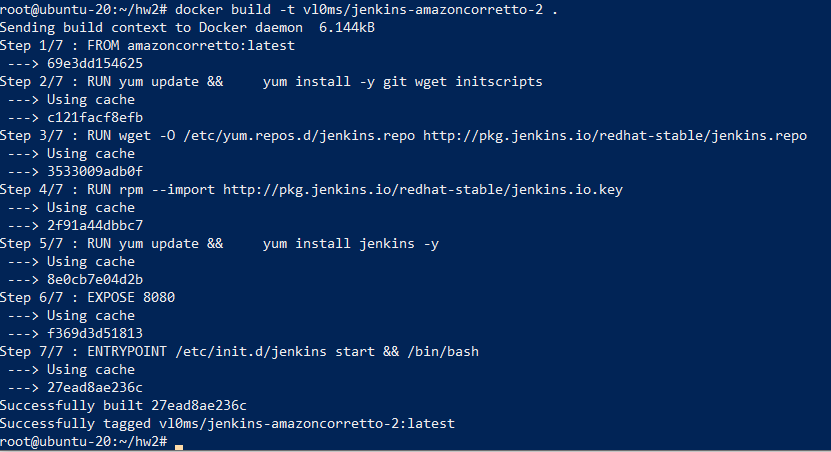 root@ubuntu-20:~/hw2# docker build -t vl0ms/jenkins-amazoncorretto-2 .
Sending build context to Docker daemon  6.144kB
Step 1/7 : FROM amazoncorretto:latest
 ---> 69e3dd154625
Step 2/7 : RUN yum update &&     yum install -y git wget initscripts
 ---> Using cache
 ---> c121facf8efb
Step 3/7 : RUN wget -O /etc/yum.repos.d/jenkins.repo http://pkg.jenkins.io/redhat-stable/jenkins.repo
 ---> Using cache
 ---> 3533009adb0f
Step 4/7 : RUN rpm --import http://pkg.jenkins.io/redhat-stable/jenkins.io.key
 ---> Using cache
 ---> 2f91a44dbbc7
Step 5/7 : RUN yum update &&     yum install jenkins -y
 ---> Using cache
 ---> 8e0cb7e04d2b
Step 6/7 : EXPOSE 8080
 ---> Using cache
 ---> f369d3d51813
Step 7/7 : ENTRYPOINT /etc/init.d/jenkins start && /bin/bash
 ---> Using cache
 ---> 27ead8ae236c
Successfully built 27ead8ae236c
Successfully tagged vl0ms/jenkins-amazoncorretto-2:latest
root@ubuntu-20:~/hw2#